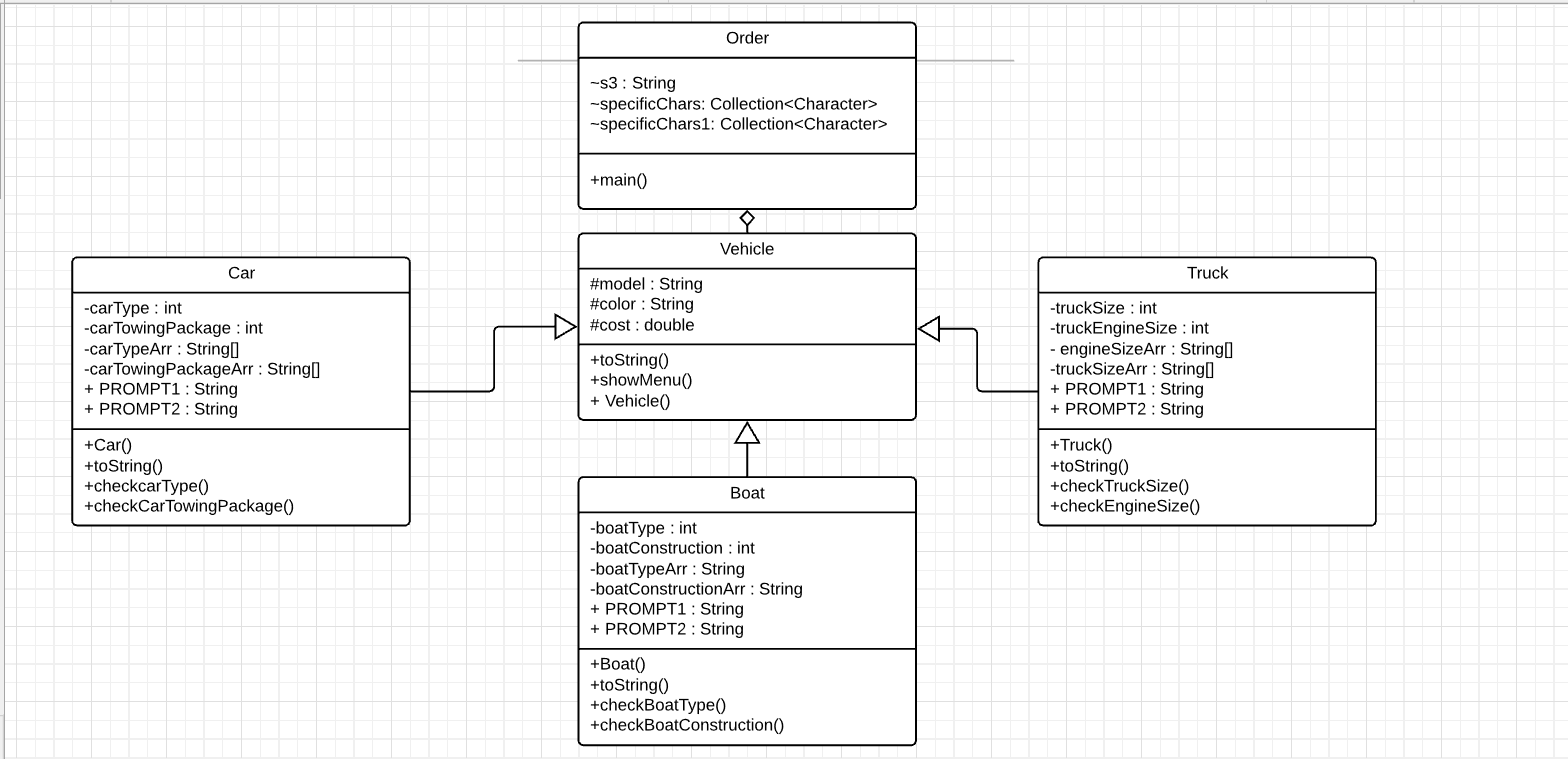 Order
~s3 : String
~specificChars: Collection<Character>
~specificChars1: Collection<Character>
+main()
Vehicle
#model : String
#color : String
#cost : double
+toString()
+showMenu()
+ Vehicle()
Car
-carType : int
-carTowingPackage : int
-carTypeArr : String[]
-carTowingPackageArr : String[]
+ PROMPT1 : String
+ PROMPT2 : String
+Car()
+toString()
+checkcarType()
+checkCarTowingPackage()
Truck
-truckSize : int
-truckEngineSize : int
- engineSizeArr : String[]
-truckSizeArr : String[]
+ PROMPT1 : String
+ PROMPT2 : String
+Truck()
+toString()
+checkTruckSize()
+checkEngineSize()
Boat
-boatType : int
-boatConstruction : int
-boatTypeArr : String
-boatConstructionArr : String
+ PROMPT1 : String
+ PROMPT2 : String
+Boat()
+toString()
+checkBoatType()
+checkBoatConstruction()